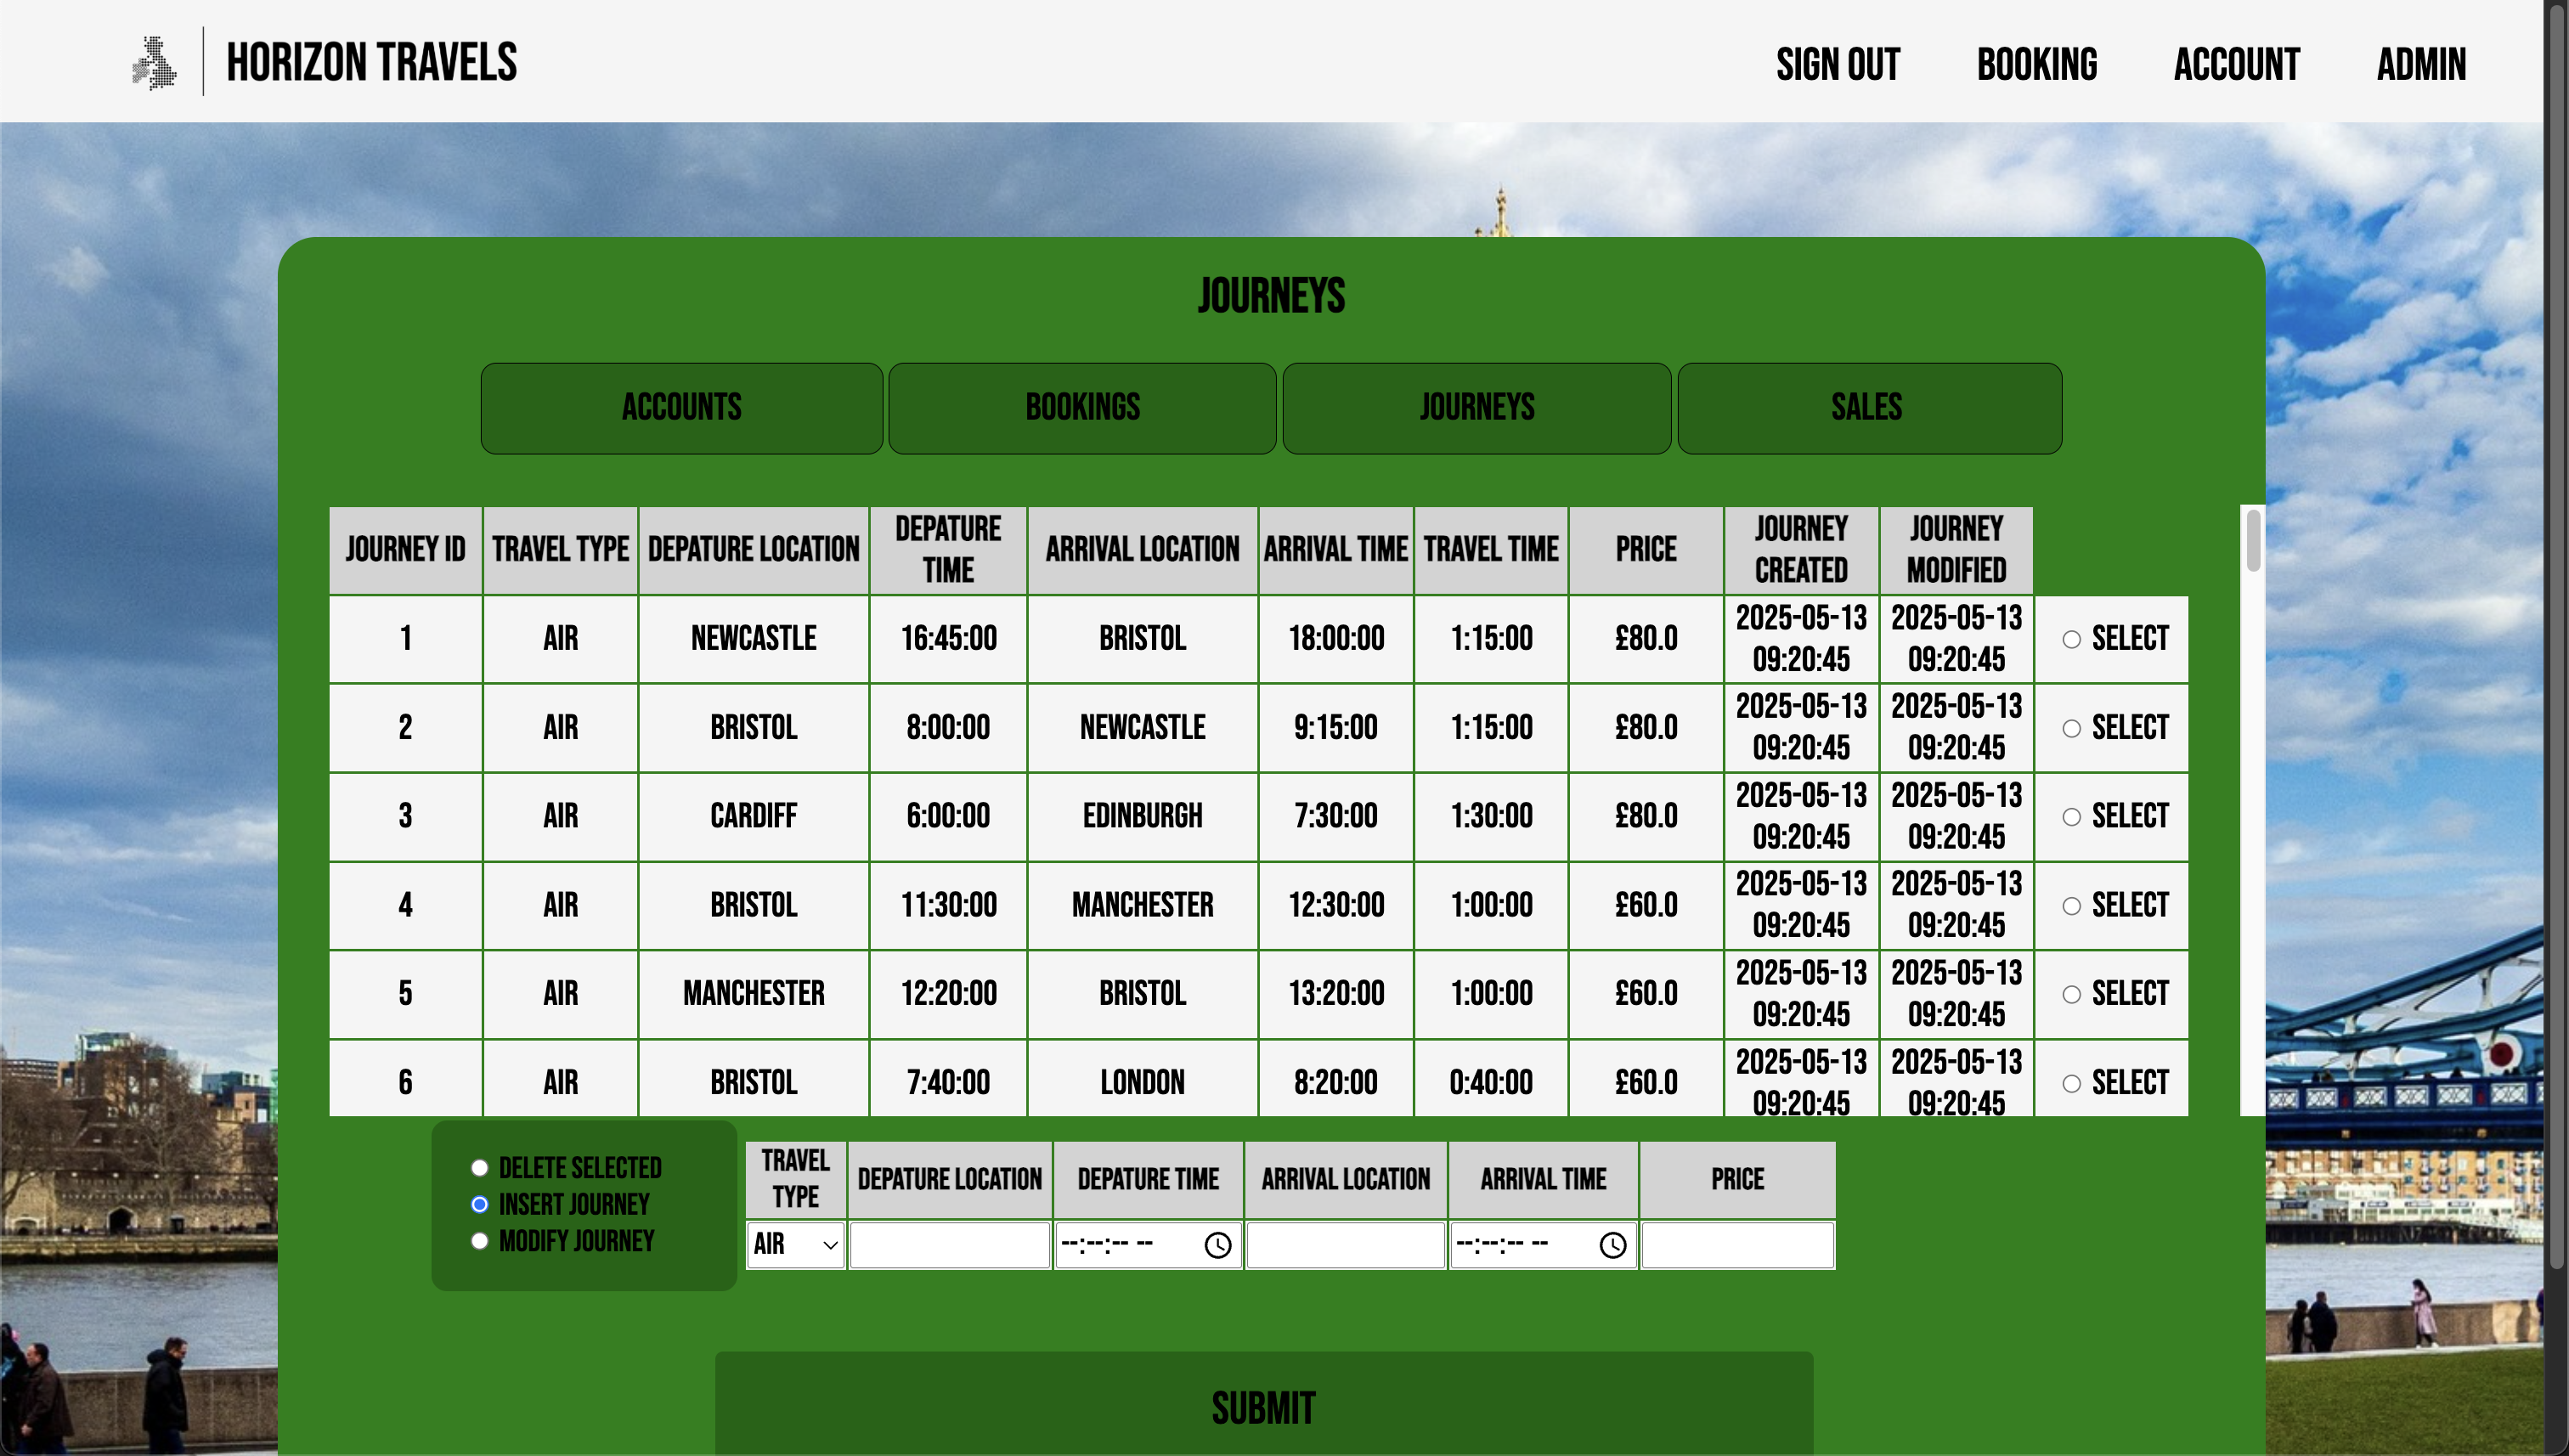 HORIZON TRAVELS
SIGN OUT BOOKING ACCOUNT ADMIN
JOURNEYS
ACCOUNTS BOOKINGS JOURNEYS SALES
JOURNEY ID TRAVEL TYPE DEPATURE LOCATION DEPATURE TIME ARRIVAL LOCATION ARRIVAL TIME TRAVEL TIME PRICE JOURNEY CREATED JOURNEY MODIFIED
1 AIR NEWCASTLE 16:45:00 BRISTOL 18:00:00 1:15:00 £80.0 2025-05-13 09:20:45 2025-05-13 09:20:45 SELECT
2 AIR BRISTOL 8:00:00 NEWCASTLE 9:15:00 1:15:00 £80.0 2025-05-13 09:20:45 2025-05-13 09:20:45 SELECT
3 AIR CARDIFF 6:00:00 EDINBURGH 7:30:00 1:30:00 £80.0 2025-05-13 09:20:45 2025-05-13 09:20:45 SELECT
4 AIR BRISTOL 11:30:00 MANCHESTER 12:30:00 1:00:00 £60.0 2025-05-13 09:20:45 2025-05-13 09:20:45 SELECT
5 AIR MANCHESTER 12:20:00 BRISTOL 13:20:00 1:00:00 £60.0 2025-05-13 09:20:45 2025-05-13 09:20:45 SELECT
6 AIR BRISTOL 7:40:00 LONDON 8:20:00 0:40:00 £60.0 2025-05-13 09:20:45 2025-05-13 09:20:45 SELECT
DELETE SELECTED
INSERT JOURNEY
MODIFY JOURNEY
TRAVEL TYPE DEPATURE LOCATION DEPATURE TIME ARRIVAL LOCATION ARRIVAL TIME PRICE
AIR --:--:-- -- --:--:-- --
SUBMIT